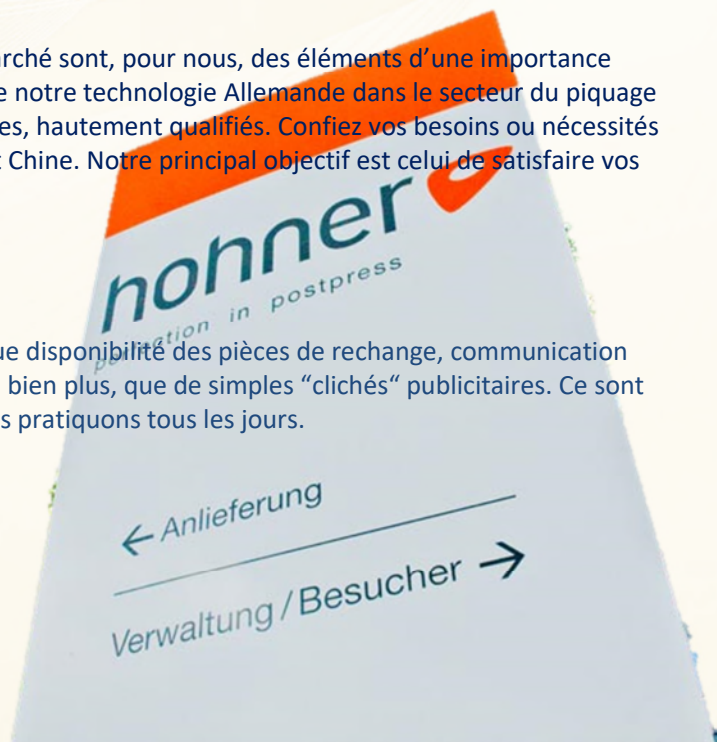 arché sont, pour nous, des éléments d’une importance
e notre technologie Allemande dans le secteur du piquage
es, hautement qualifiés. Confiez vos besoins ou nécessités
t Chine. Notre principal objectif est celui de satisfaire vos
hohner
perfection in postpress
ue disponibilité des pièces de rechange, communication
bien plus, que de simples “clichés“ publicitaires. Ce sont
s pratiquons tous les jours.
← Anlieferung
Verwaltung / Besucher →